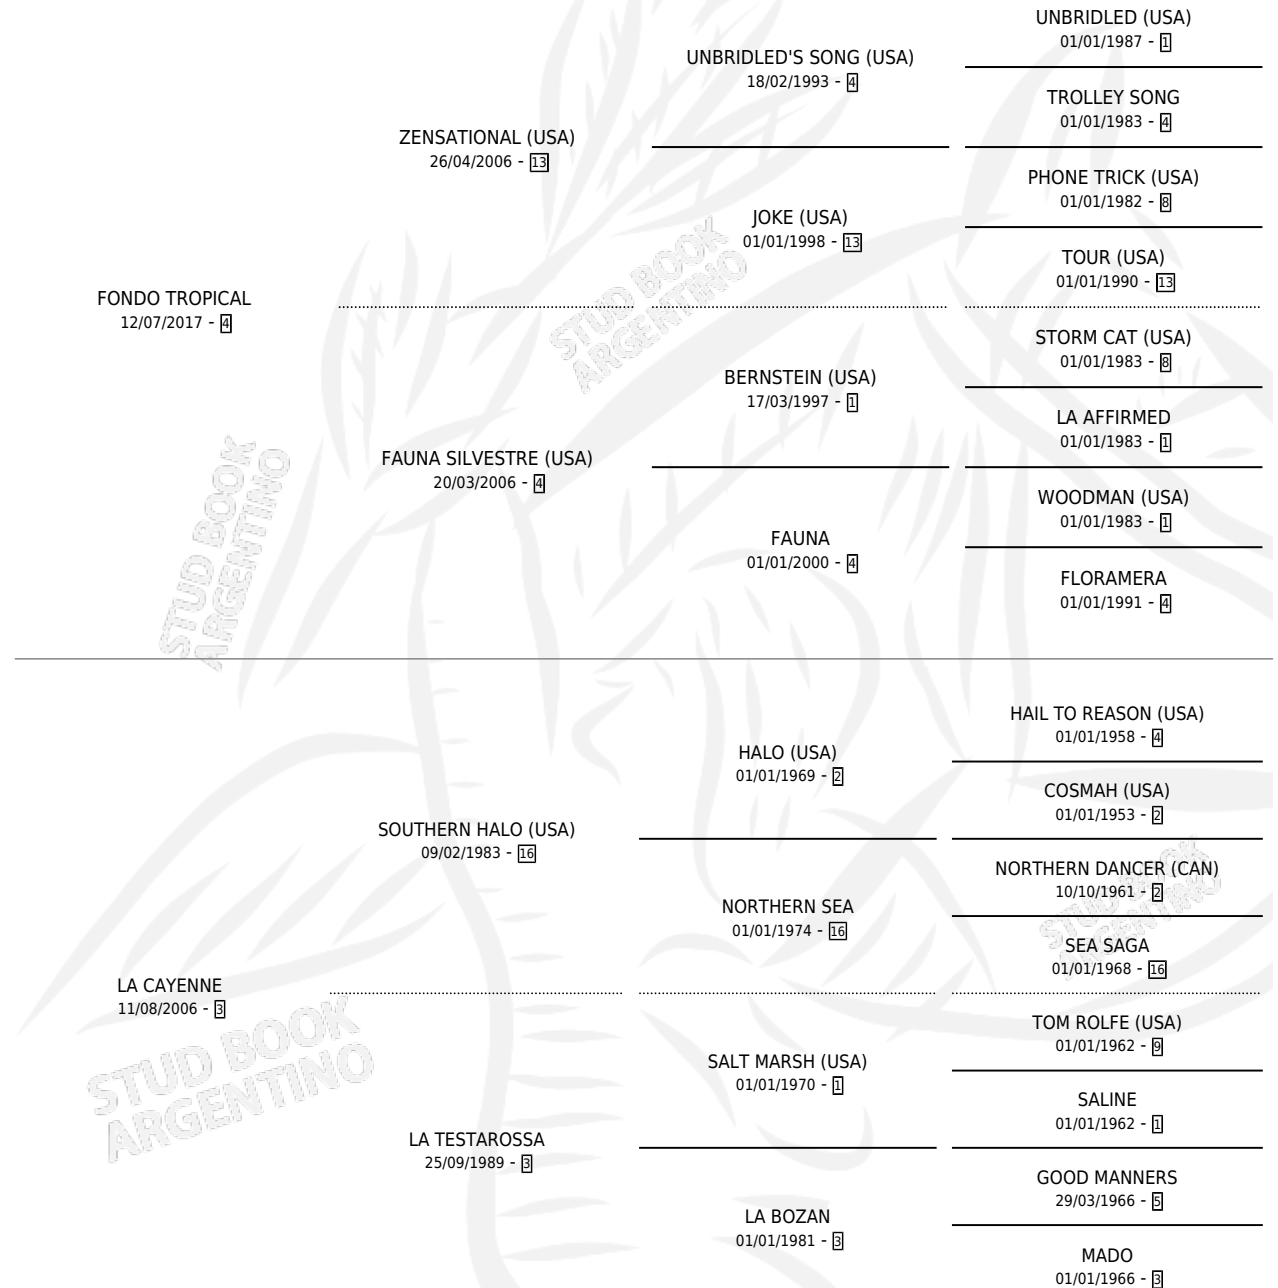 UNBRIDLED (USA)
01/01/1987 - 1
UNBRIDLED'S SONG (USA)
18/02/1993 - 4
TROLLEY SONG
01/01/1983 - 4
ZENSATIONAL (USA)
26/04/2006 - 13
PHONE TRICK (USA)
01/01/1982 - 8
JOKE (USA)
01/01/1998 - 13
TOUR (USA)
01/01/1990 - 13
FONDO TROPICAL
12/07/2017 - 4
STORM CAT (USA)
01/01/1983 - 8
BERNSTEIN (USA)
17/03/1997 - 1
LA AFFIRMED
01/01/1983 - 1
FAUNA SILVESTRE (USA)
20/03/2006 - 4
WOODMAN (USA)
01/01/1983 - 1
FAUNA
01/01/2000 - 4
FLORAMERA
01/01/1991 - 4
STUD BOOK
ARGENTINO
STUD BOOK
ARGENTINO
HAIL TO REASON (USA)
01/01/1958 - 4
HALO (USA)
01/01/1969 - 2
COSMAH (USA)
01/01/1953 - 2
SOUTHERN HALO (USA)
09/02/1983 - 16
NORTHERN DANCER (CAN)
10/10/1961 - 2
NORTHERN SEA
01/01/1974 - 16
SEA SAGA
01/01/1968 - 16
STUD BOOK
ARGENTINO
LA CAYENNE
11/08/2006 - 3
TOM ROLFE (USA)
01/01/1962 - 9
SALT MARSH (USA)
01/01/1970 - 1
SALINE
01/01/1962 - 1
STUD BOOK
ARGENTINO
LA TESTAROSSA
25/09/1989 - 3
GOOD MANNERS
29/03/1966 - 5
LA BOZAN
01/01/1981 - 3
MADO
01/01/1966 - 3